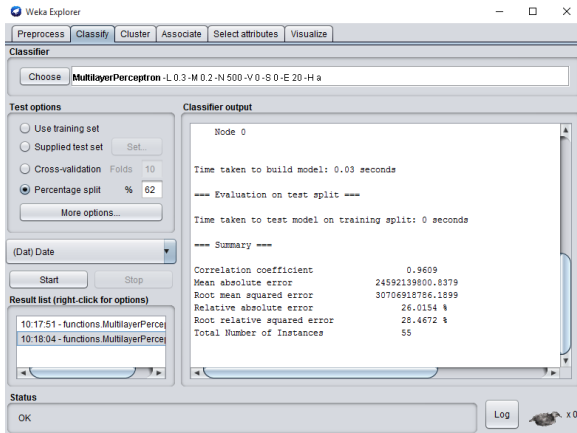 Weka Explorer
Preprocess Classify Cluster Associate Select attributes Visualize
Classifier
Choose MultilayerPerceptron -L 0.3 -M 0.2 -N 500 -V 0 -S 0 -E 20 -H a
Test options
Use training set
Supplied test set Set...
Cross-validation Folds 10
Percentage split % 62
More options...
(Dat) Date
Start Stop
Result list (right-click for options)
10:17:51 - functions.MultilayerPercep
10:18:04 - functions.MultilayerPercep
Classifier output
Node 0
Time taken to build model: 0.03 seconds
=== Evaluation on test split ===
Time taken to test model on training split: 0 seconds
=== Summary ===
Correlation coefficient 0.9609
Mean absolute error 24592139800.8379
Root mean squared error 30706918786.1899
Relative absolute error 26.0154 %
Root relative squared error 28.4672 %
Total Number of Instances 55
Status
OK
Log
x 0